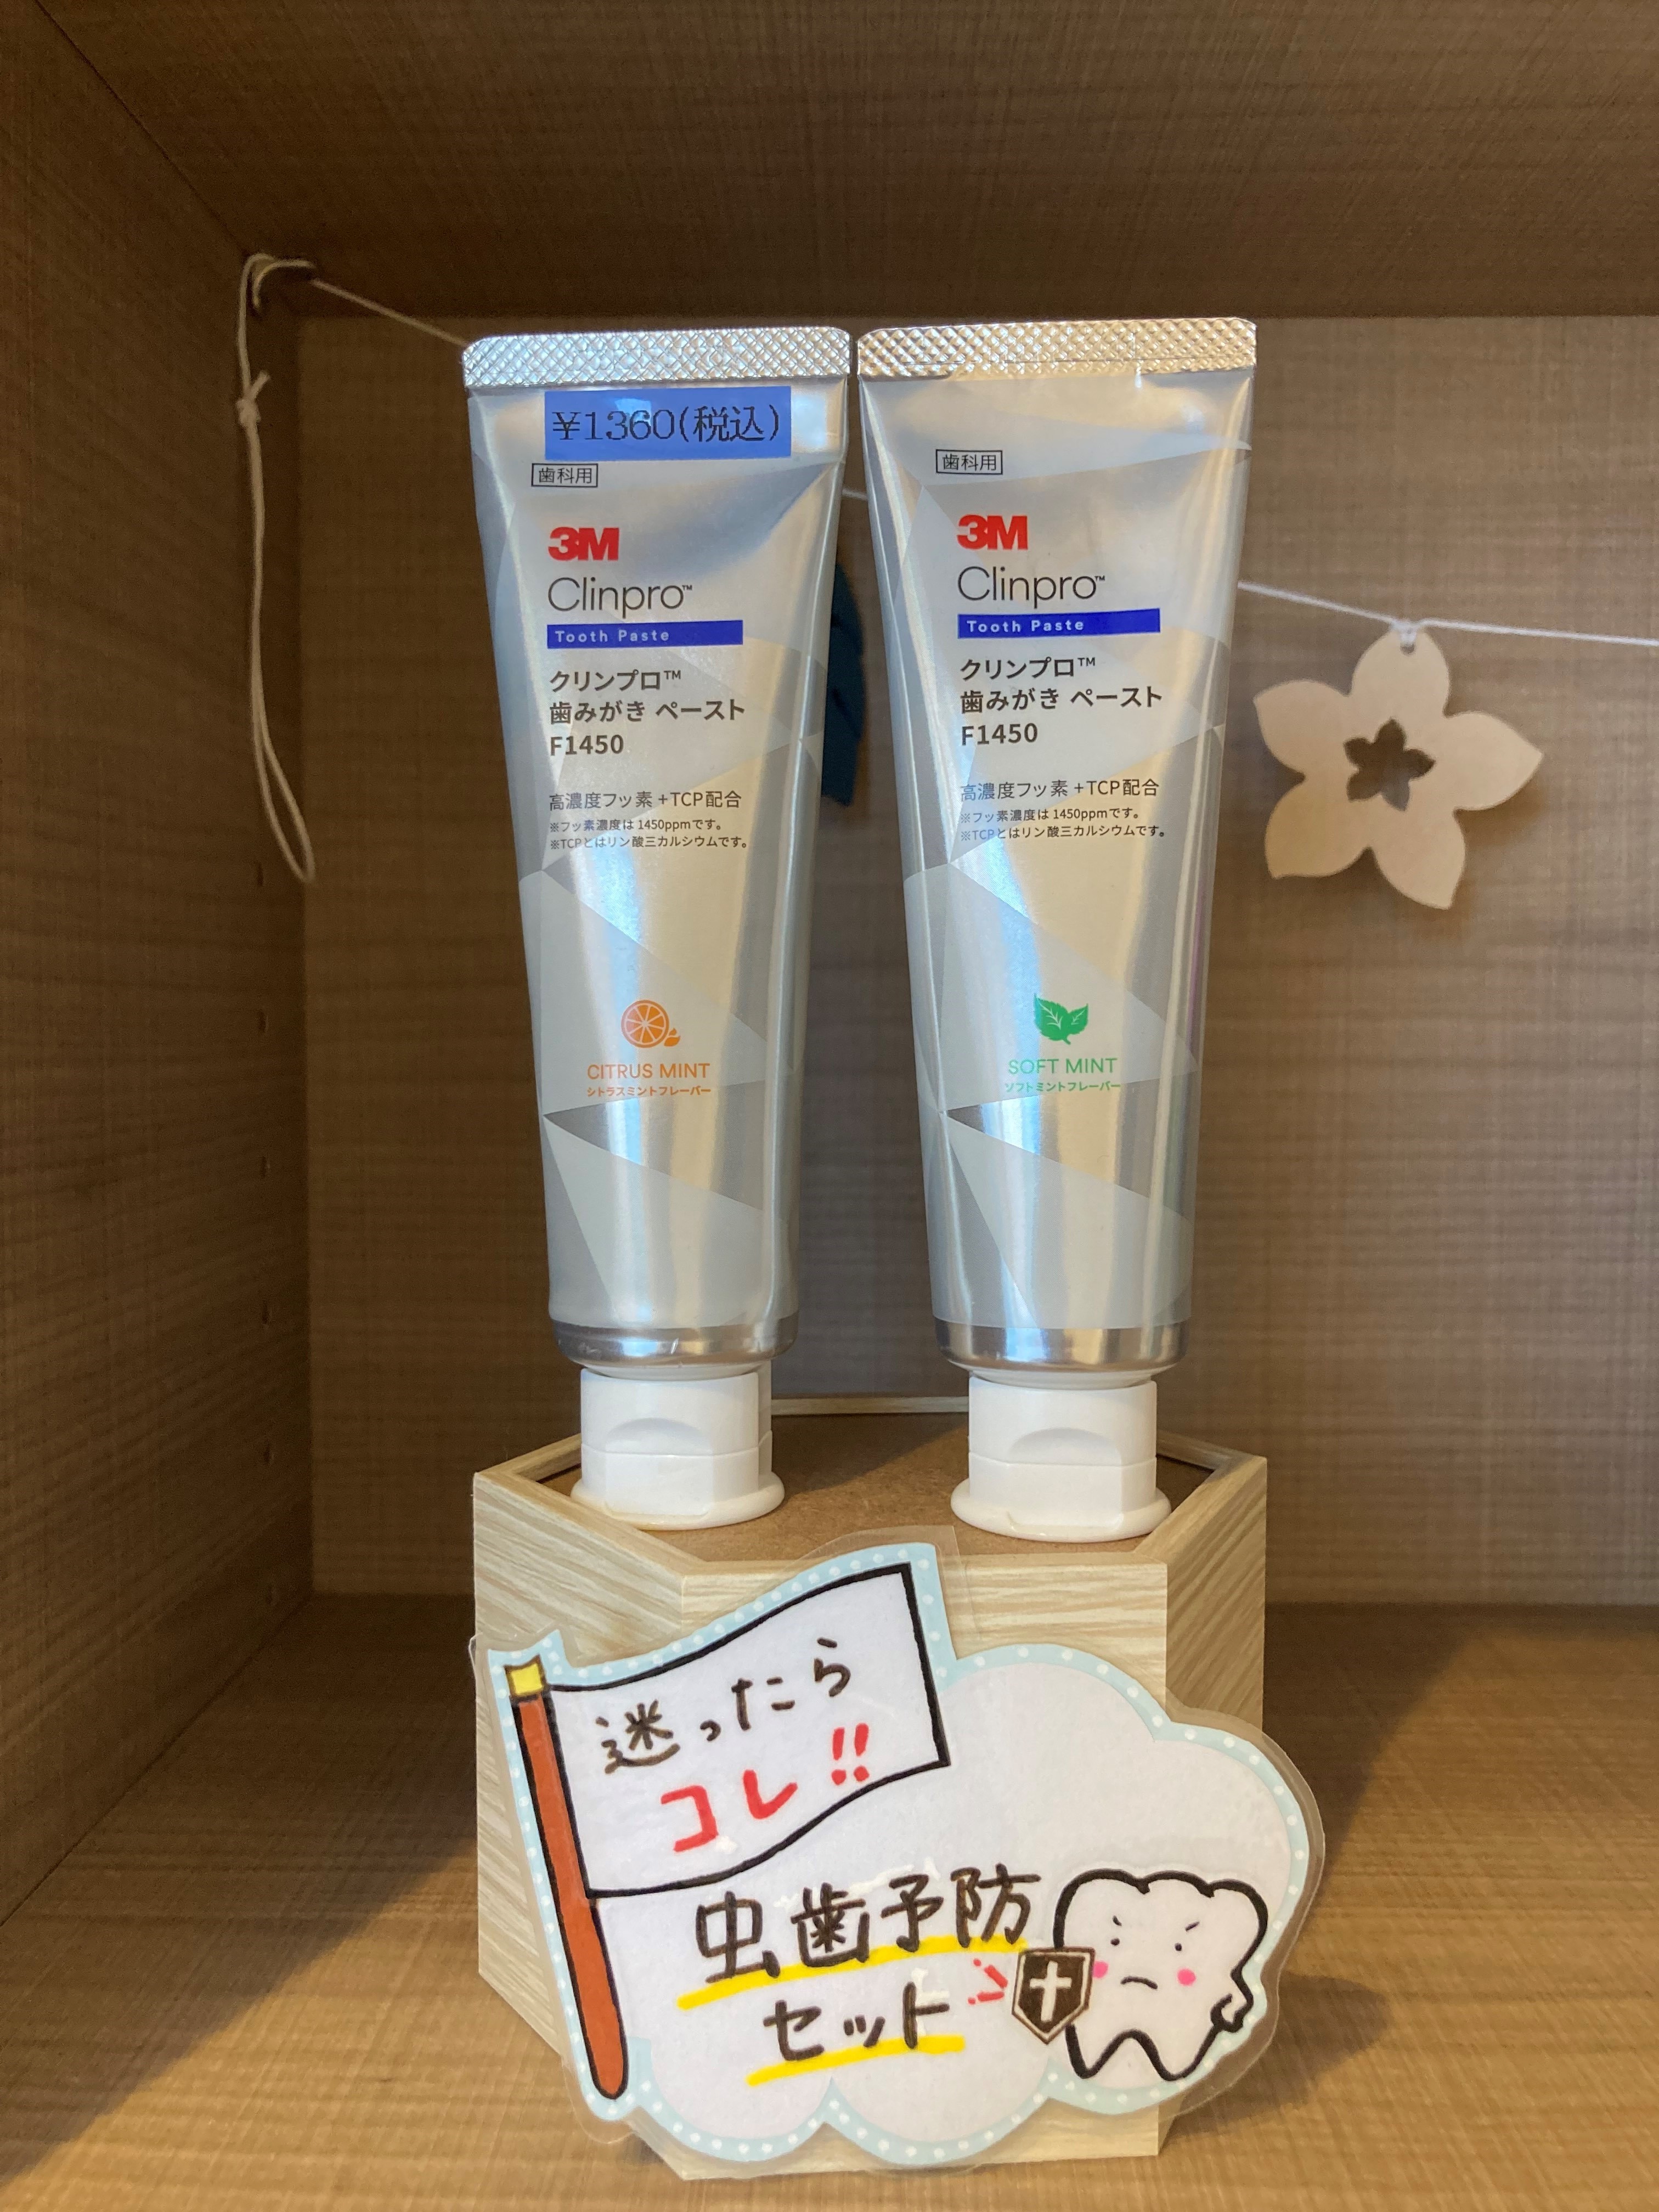 ¥1360(税込)
歯科用
3M
Clinpro™
Tooth Paste
クリンプロ™
歯みがき ペースト
F1450
高濃度フッ素+TCP配合
※フッ素濃度は1450ppmです。
※TCPとはリン酸三カルシウムです。
CITRUS MINT
シトラスミントフレーバー
歯科用
3M
Clinpro™
Tooth Paste
クリンプロ™
歯みがき ペースト
F1450
高濃度フッ素+TCP配合
※フッ素濃度は1450ppmです。
※TCPとはリン酸三カルシウムです。
SOFT MINT
ソフトミントフレーバー
迷ったら
コレ!!
虫歯予防
セット